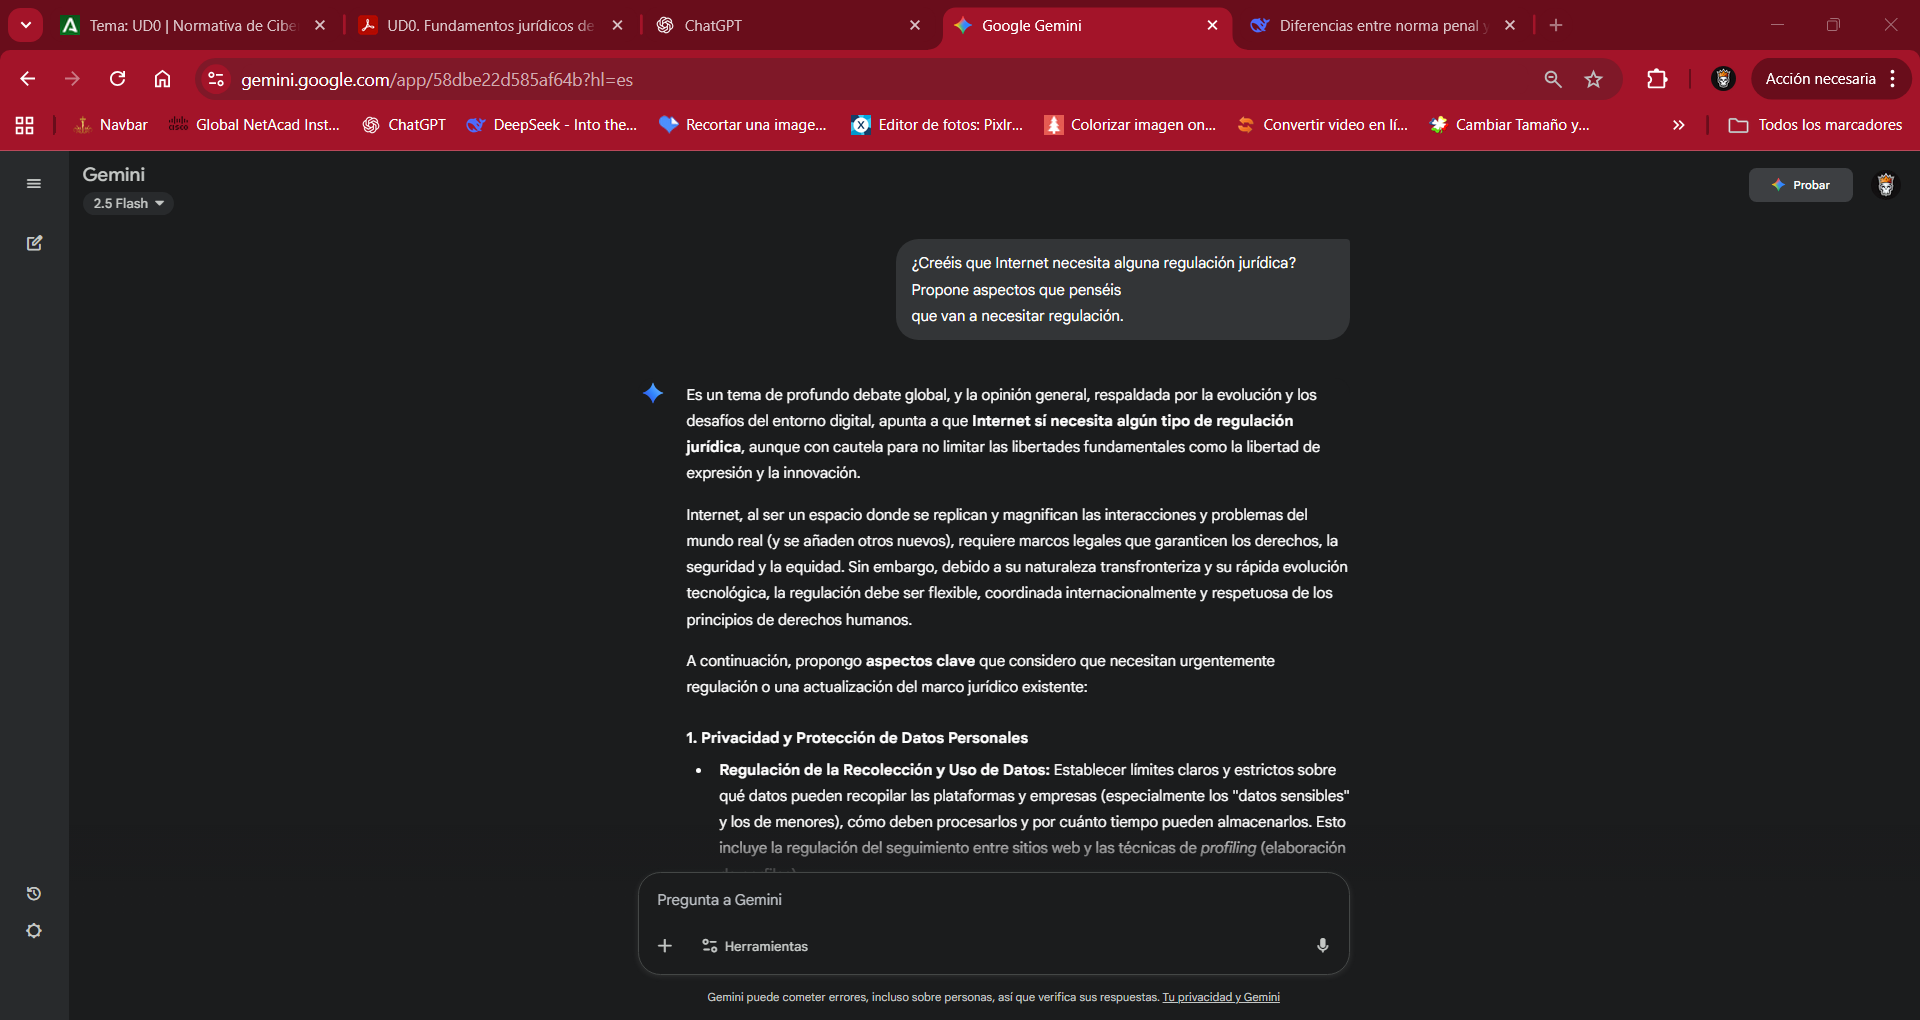 Tema: UD0 | Normativa de Cibe
UD0. Fundamentos jurídicos de
ChatGPT
Google Gemini
Diferencias entre norma penal y
gemini.google.com/app/58dbe22d585af64b?hl=es
Acción necesaria
Navbar
Global NetAcad Inst...
ChatGPT
DeepSeek - Into the...
Recortar una image...
Editor de fotos: Pixlr...
Colorizar imagen on...
Convertir video en lí...
Cambiar Tamaño y...
Todos los marcadores
Gemini
2.5 Flash
Probar
¿Creéis que Internet necesita alguna regulación jurídica?
Propone aspectos que penséis
que van a necesitar regulación.
Es un tema de profundo debate global, y la opinión general, respaldada por la evolución y los
desafíos del entorno digital, apunta a que Internet sí necesita algún tipo de regulación
jurídica, aunque con cautela para no limitar las libertades fundamentales como la libertad de
expresión y la innovación.
Internet, al ser un espacio donde se replican y magnifican las interacciones y problemas del
mundo real (y se añaden otros nuevos), requiere marcos legales que garanticen los derechos, la
seguridad y la equidad. Sin embargo, debido a su naturaleza transfronteriza y su rápida evolución
tecnológica, la regulación debe ser flexible, coordinada internacionalmente y respetuosa de los
principios de derechos humanos.
A continuación, propongo aspectos clave que considero que necesitan urgentemente
regulación o una actualización del marco jurídico existente:
1. Privacidad y Protección de Datos Personales
• Regulación de la Recolección y Uso de Datos: Establecer límites claros y estrictos sobre
qué datos pueden recopilar las plataformas y empresas (especialmente los "datos sensibles"
y los de menores), cómo deben procesarlos y por cuánto tiempo pueden almacenarlos. Esto
incluye la regulación del seguimiento entre sitios web y las técnicas de profiling (elaboración
Pregunta a Gemini
Herramientas
Gemini puede cometer errores, incluso sobre personas, así que verifica sus respuestas. Tu privacidad y Gemini